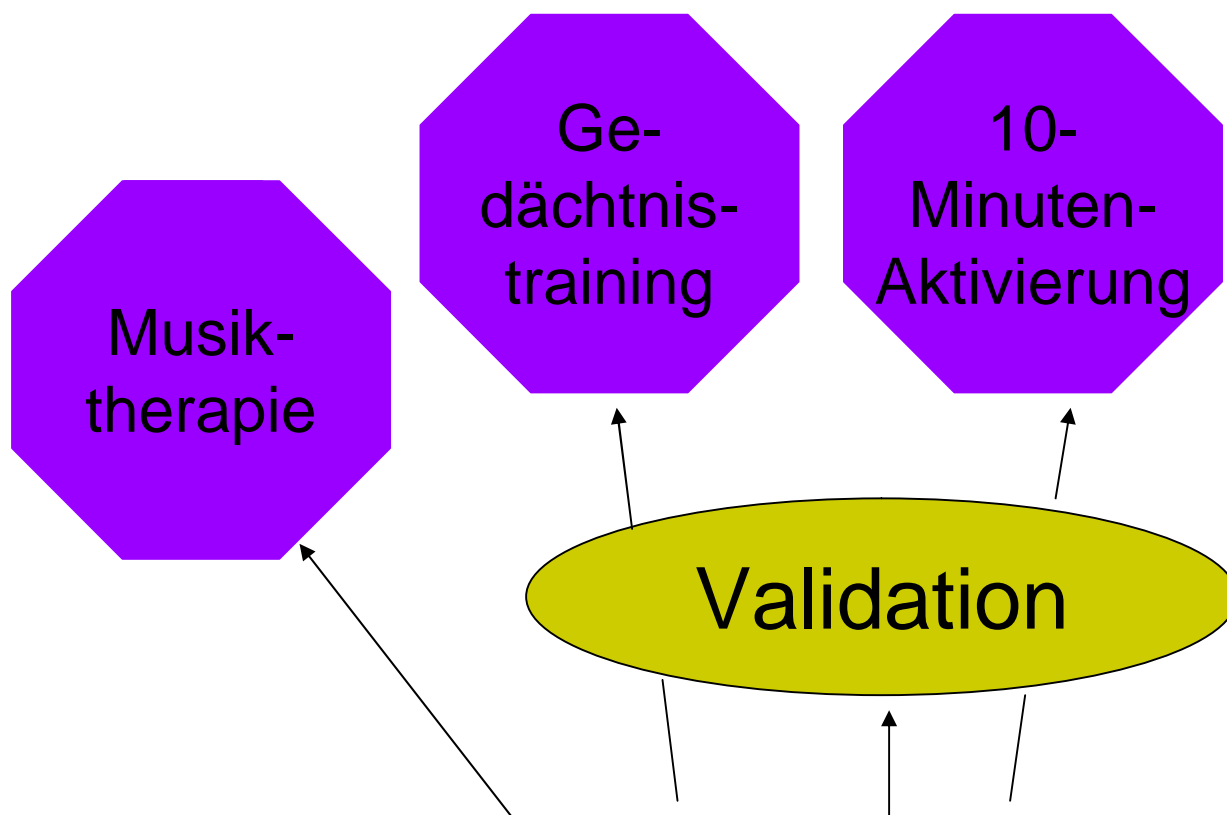 Musik-
therapie
Ge-
dächtnis-
training
10-
Minuten-
Aktivierung
Validation